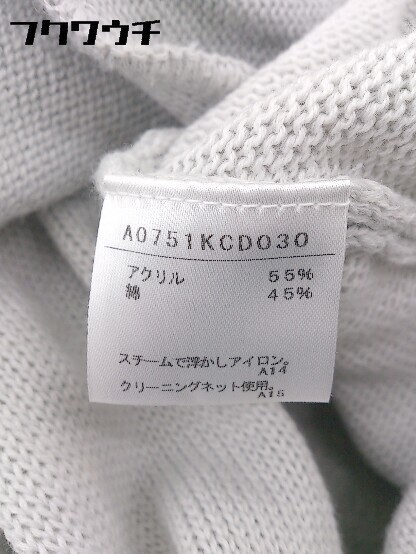 フクワウチ
A0751KCD030
アクリル 55%
綿 45%
スチームで浮かしアイロン。
A14
クリーニングネット使用。
A15